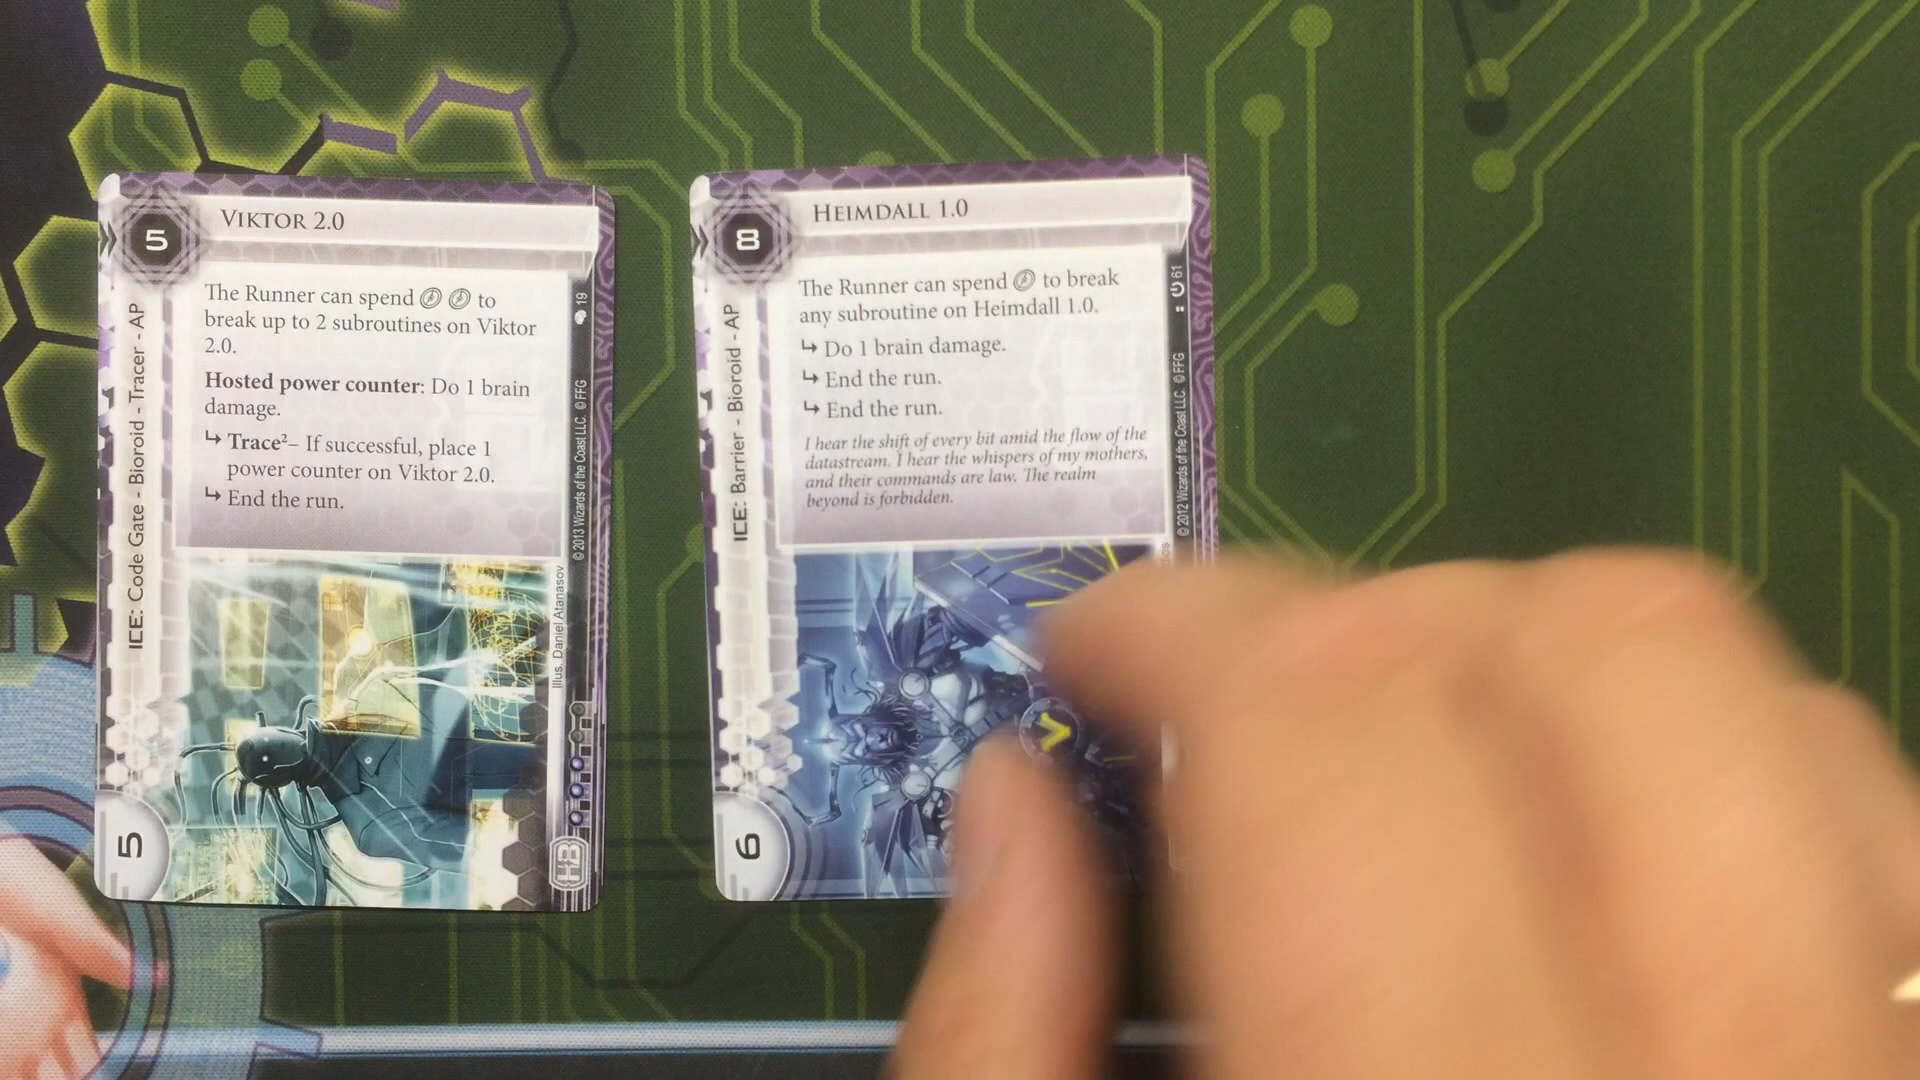 5
VIKTOR 2.0
The Runner can spend to
break up to 2 subroutines on Viktor
2.0.
Hosted power counter: Do 1 brain
damage.
Trace²– If successful, place 1
power counter on Viktor 2.0.
End the run.
ICE: Code Gate - Bioroid - Tracer - AP
Illus. Daniel Atanasov
© 2013 Wizards of the Coast LLC. © FFG
19
5
HB
8
HEIMDALL 1.0
The Runner can spend to break
any subroutine on Heimdall 1.0.
Do 1 brain damage.
End the run.
End the run.
I hear the shift of every bit amid the flow of the
datastream. I hear the whispers of my mothers,
and their commands are law. The realm
beyond is forbidden.
ICE: Barrier - Bioroid - AP
© 2012 Wizards of the Coast LLC. © FFG
61
6